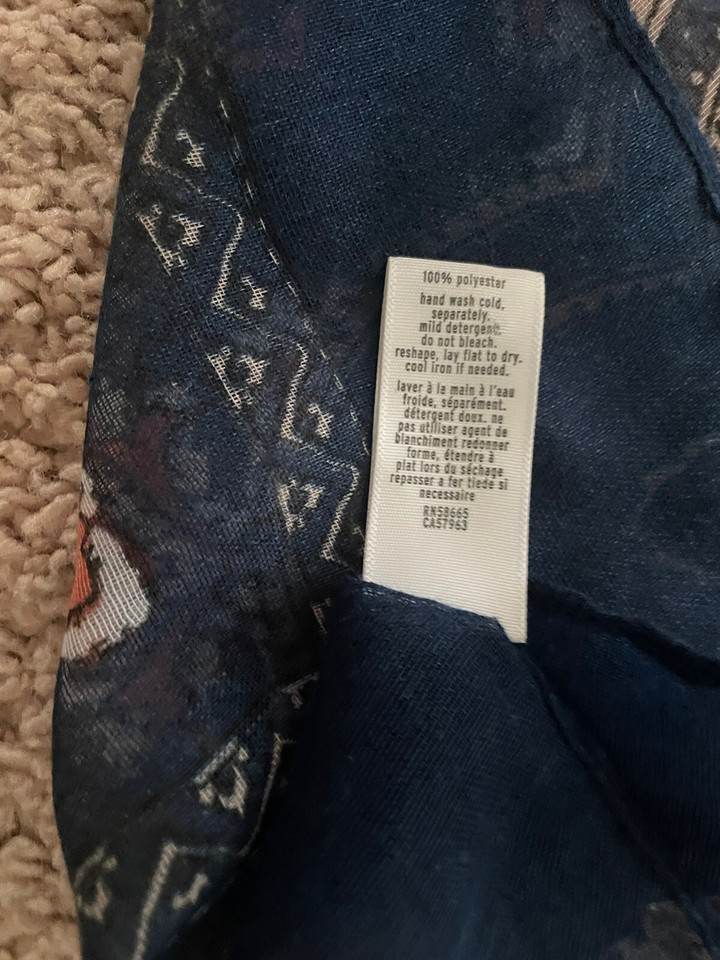 100% polyester
hand wash cold,
separately.
mild detergent.
do not bleach.
reshape, lay flat to dry.
cool iron if needed.
laver à la main à l'eau
froide, séparément.
détergent doux. ne
pas utiliser agent de
blanchiment redonner
forme, étendre à
plat lors du séchage
repasser a fer tiede si
necessaire
RN58665
CA57963